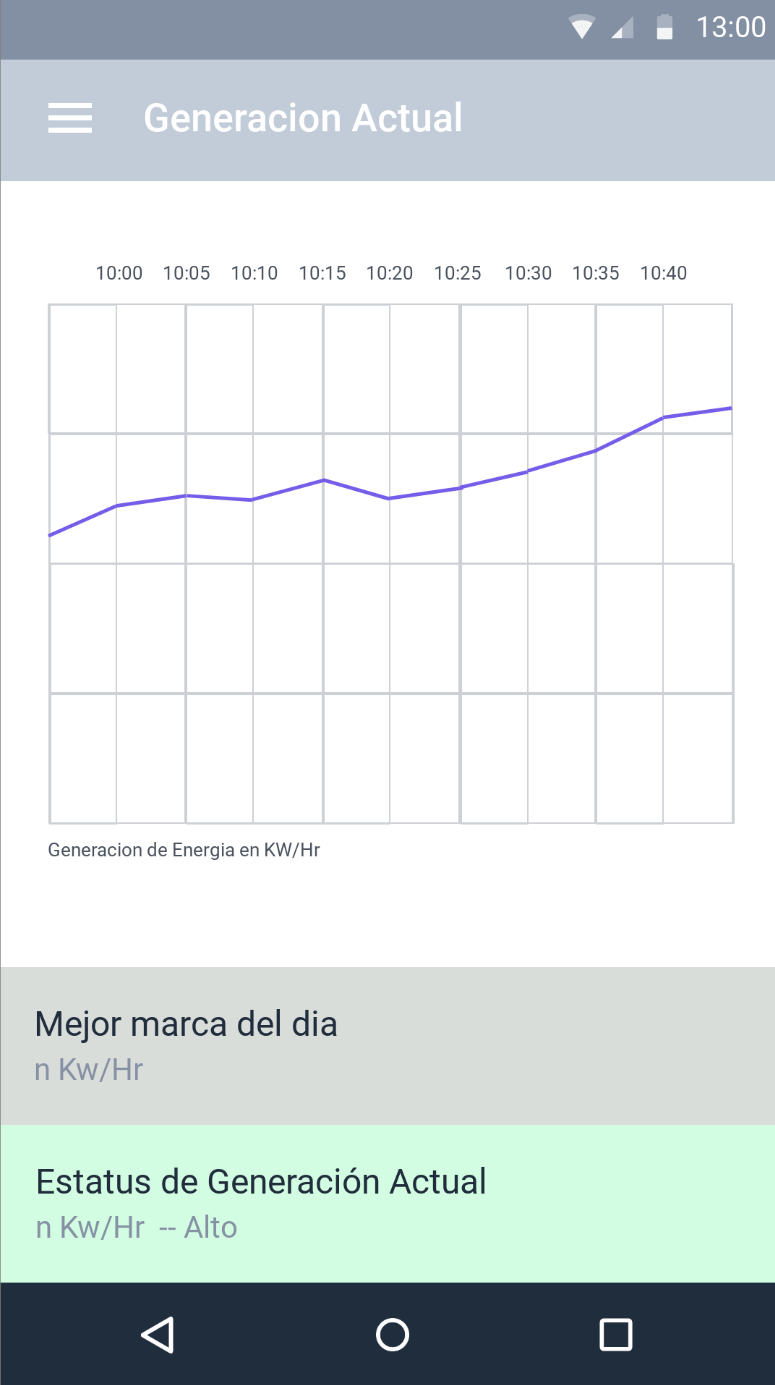 13:00
Generacion Actual
10:00 10:05 10:10 10:15 10:20 10:25 10:30 10:35 10:40
Generacion de Energia en KW/Hr
Mejor marca del dia
n Kw/Hr
Estatus de Generación Actual
n Kw/Hr -- Alto